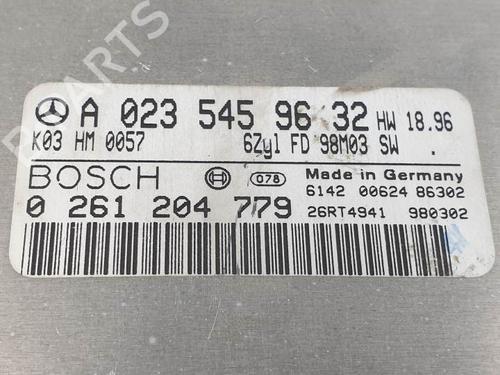 A 023 545 96 32 HW 18.96
K03 HM 0057 6Zyl FD 98M03 SW .
BOSCH 078 Made in Germany
6142 00624 86302
0 261 204 779 26RT4941 980302
PARTS